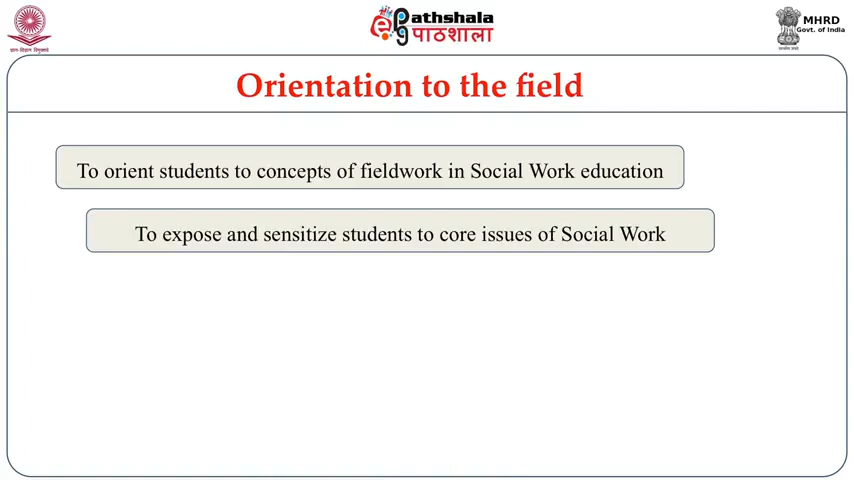 ePathshala
पाठशाला
MHRD
Govt. of India
Orientation to the field
To orient students to concepts of fieldwork in Social Work education
To expose and sensitize students to core issues of Social Work